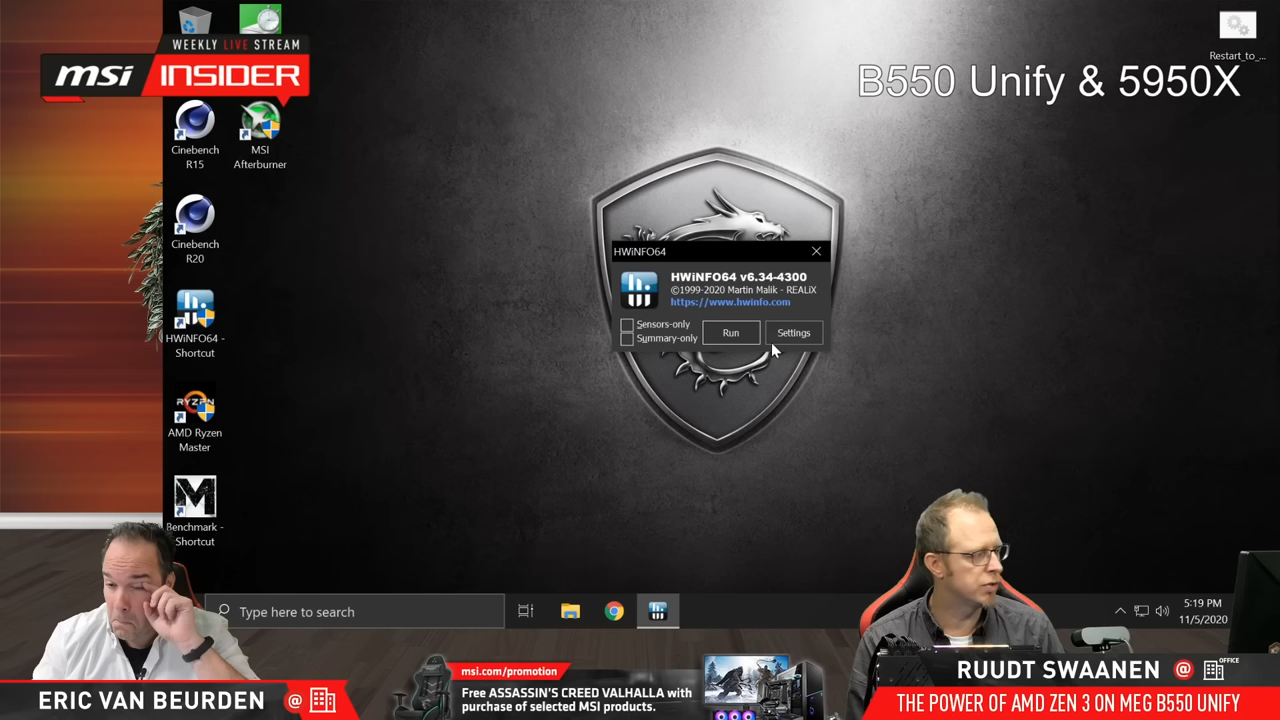 WEEKLY LIVE STREAM
msi INSIDER
B550 Unify & 5950X
Restart_to_...
Cinebench
R15
MSI
Afterburner
Cinebench
R20
HWiNFO64 -
Shortcut
RYZEN
AMD Ryzen
Master
Benchmark -
Shortcut
HWiNFO64
HWiNFO64 v6.34-4300
©1999-2020 Martin Malik - REALiX
https://www.hwinfo.com
Sensors-only
Summary-only
Run
Settings
Type here to search
5:19 PM
11/5/2020
ERIC VAN BEURDEN @
msi.com/promotion
Free ASSASSIN'S CREED VALHALLA with
purchase of selected MSI products.
RUUDT SWAANEN @ OFFICE
THE POWER OF AMD ZEN 3 ON MEG B550 UNIFY